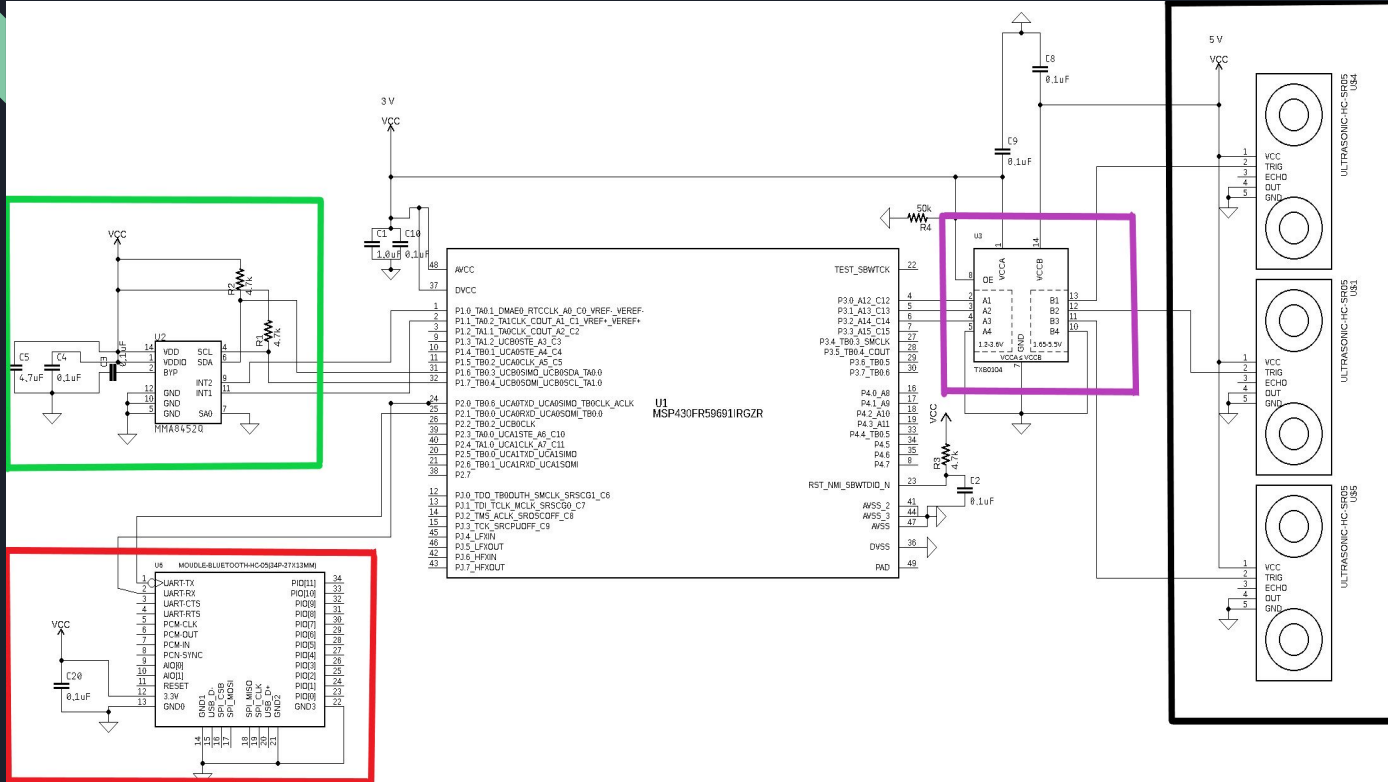 5 V
VCC
C8
0.1uF
3 V
VCC
C9
0.1uF
ULTRASONIC-HC-SR05
U$4
1 VCC
2 TRIG
3 ECHO
4 OUT
5 GND
50k
R4
C1
1.0uF
C10
0.1uF
U3
1 VCCA
14 VCCB
8 OE
2 A1
3 A2
4 A3
5 A4
B1 13
B2 12
B3 11
B4 10
GND
7
1.2-3.6V
1.65-5.5V
VCCA≤VCCB
TXB0104
VCC
R2
4.7k
R1
4.7k
U2
C5
4.7uF
C4
0.1uF
C3
0.1uF
14 VDD
1 VDDIO
2 BYP
12 GND
10 GND
5 GND
SCL 4
SDA 6
INT2 9
INT1 11
SA0 7
MMA8452Q
48 AVCC
37 DVCC
1 P1.0_TA0.1_DMAE0_RTCCLK_A0_C0_VREF-_VEREF-
2 P1.1_TA0.2_TA1CLK_COUT_A1_C1_VREF+_VEREF+
3 P1.2_TA1.1_TA0CLK_COUT_A2_C2
9 P1.3_TA1.2_UCB0STE_A3_C3
10 P1.4_TB0.1_UCA0STE_A4_C4
11 P1.5_TB0.2_UCA0CLK_A5_C5
31 P1.6_TB0.3_UCB0SIMO_UCB0SDA_TA0.0
32 P1.7_TB0.4_UCB0SOMI_UCB0SCL_TA1.0
24 P2.0_TB0.6_UCA0TXD_UCA0SIMO_TB0CLK_ACLK
25 P2.1_TB0.0_UCA0RXD_UCA0SOMI_TB0.0
26 P2.2_TB0.2_UCB0CLK
39 P2.3_TA0.0_UCA1STE_A6_C10
40 P2.4_TA1.0_UCA1CLK_A7_C11
20 P2.5_TB0.0_UCA1TXD_UCA1SIMO
21 P2.6_TB0.1_UCA1RXD_UCA1SOMI
38 P2.7
12 PJ.0_TDO_TB0OUTH_SMCLK_SRSCG1_C6
13 PJ.1_TDI_TCLK_MCLK_SRSCG0_C7
14 PJ.2_TMS_ACLK_SROSCOFF_C8
15 PJ.3_TCK_SRCPUOFF_C9
45 PJ.4_LFXIN
46 PJ.5_LFXOUT
42 PJ.6_HFXIN
43 PJ.7_HFXOUT
U1
MSP430FR59691IRGZR
TEST_SBWTCK 22
P3.0_A12_C12 4
P3.1_A13_C13 5
P3.2_A14_C14 6
P3.3_A15_C15 7
P3.4_TB0.3_SMCLK 27
P3.5_TB0.4_COUT 28
P3.6_TB0.5 29
P3.7_TB0.6 30
P4.0_A8 16
P4.1_A9 17
P4.2_A10 18
P4.3_A11 19
P4.4_TB0.5 33
P4.5 34
P4.6 35
P4.7 8
RST_NMI_SBWTDIO_N 23
AVSS_2 41
AVSS_3 44
AVSS 47
DVSS 36
PAD 49
VCC
R3
4.7k
C2
0.1uF
ULTRASONIC-HC-SR05
U$1
1 VCC
2 TRIG
3 ECHO
4 OUT
5 GND
ULTRASONIC-HC-SR05
U$5
1 VCC
2 TRIG
3 ECHO
4 OUT
5 GND
U6 MOUDLE-BLUETOOTH-HC-05(34P-27X13MM)
VCC
C20
0.1uF
1 UART-TX
2 UART-RX
3 UART-CTS
4 UART-RTS
5 PCM-CLK
6 PCM-OUT
7 PCM-IN
8 PCN-SYNC
9 AIO[0]
10 AIO[1]
11 RESET
12 3.3V
13 GND0
14 GND1
15 USB_D-
16 SPI_CSB
17 SPI_MOSI
18 SPI_MISO
19 SPI_CLK
20 USB_D+
21 GND2
PIO[11] 34
PIO[10] 33
PIO[9] 32
PIO[8] 31
PIO[7] 30
PIO[6] 29
PIO[5] 28
PIO[4] 27
PIO[3] 26
PIO[2] 25
PIO[1] 24
PIO[0] 23
GND3 22